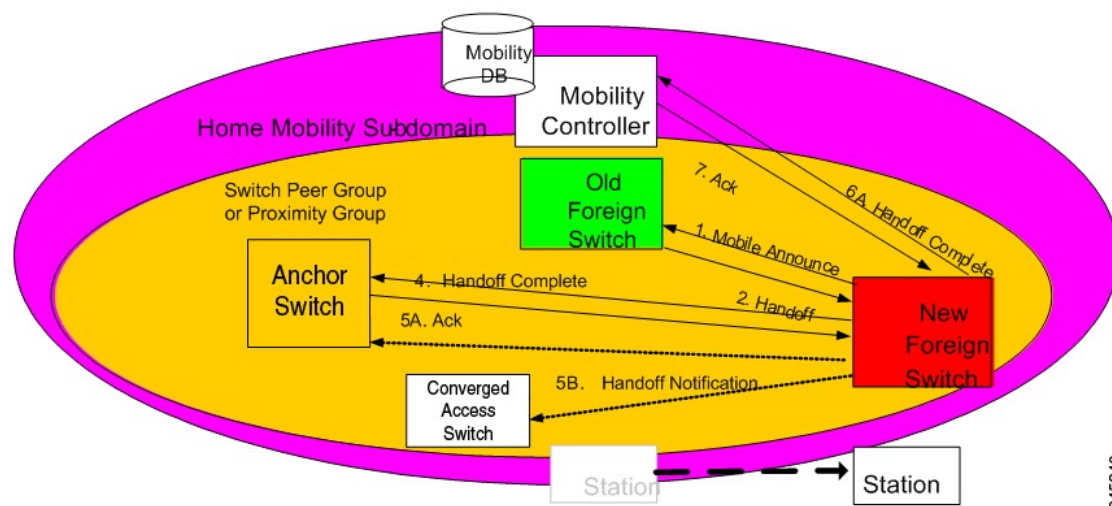 Mobility
DB
Mobility
Controller
Home Mobility Subdomain
Old
Foreign
Switch
7. Ack
6A. Handoff Complete
Switch Peer Group
or Proximity Group
1. Mobile Announce
Anchor
Switch
4. Handoff Complete
2. Handoff
New
Foreign
Switch
5A. Ack
5B. Handoff Notification
Converged
Access
Switch
Station
Station